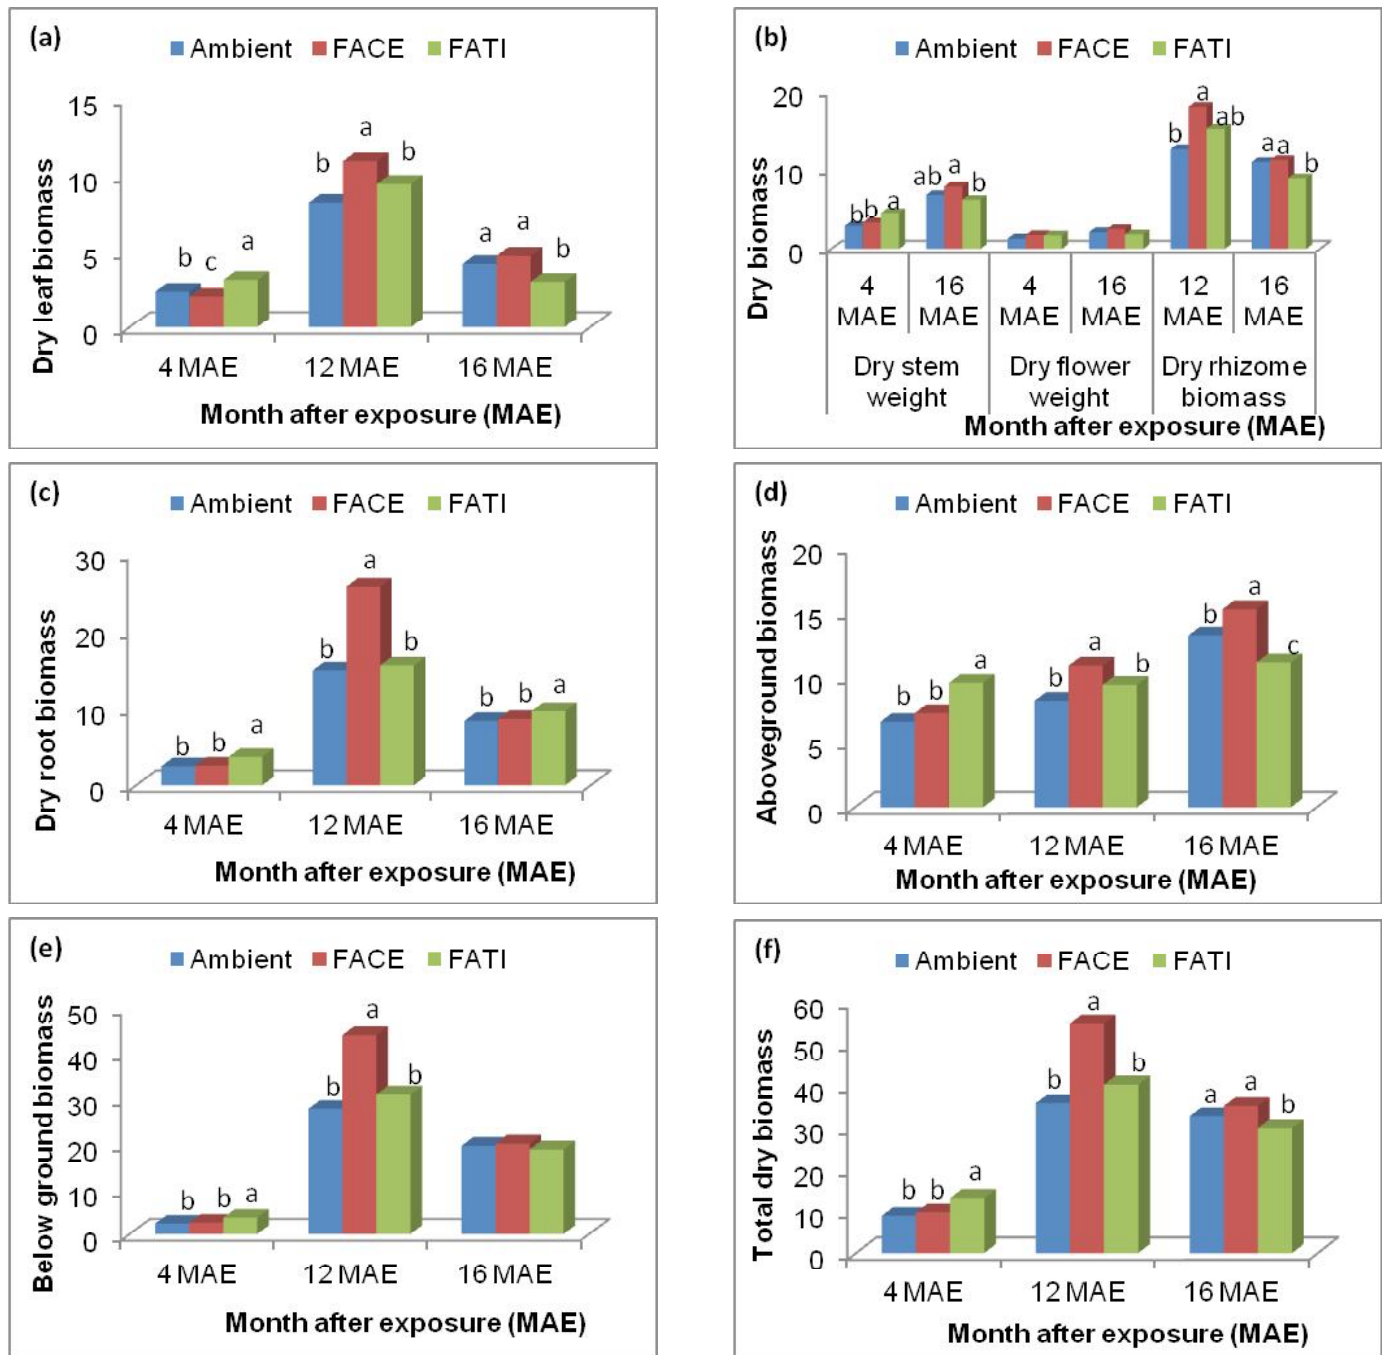 (a)
Ambient FACE FATI
Dry leaf biomass
15
10
5
0
b c a
b a b
a a b
4 MAE 12 MAE 16 MAE
Month after exposure (MAE)
(b)
Ambient FACE FATI
Dry biomass
20
10
0
b b a
ab a b
b a ab
a a b
4 MAE 16 MAE 4 MAE 16 MAE 12 MAE 16 MAE
Dry stem weight Dry flower weight Dry rhizome biomass
Month after exposure (MAE)
(c)
Ambient FACE FATI
Dry root biomass
30
20
10
0
b b a
b a b
b b a
4 MAE 12 MAE 16 MAE
Month after exposure (MAE)
(d)
Ambient FACE FATI
Aboveground biomass
20
15
10
5
0
b b a
b a b
b a c
4 MAE 12 MAE 16 MAE
Month after exposure (MAE)
(e)
Ambient FACE FATI
Below ground biomass
50
40
30
20
10
0
b b a
b a b
4 MAE 12 MAE 16 MAE
Month after exposure (MAE)
(f)
Ambient FACE FATI
Total dry biomass
60
50
40
30
20
10
0
b b a
b a b
a a b
4 MAE 12 MAE 16 MAE
Month after exposure (MAE)